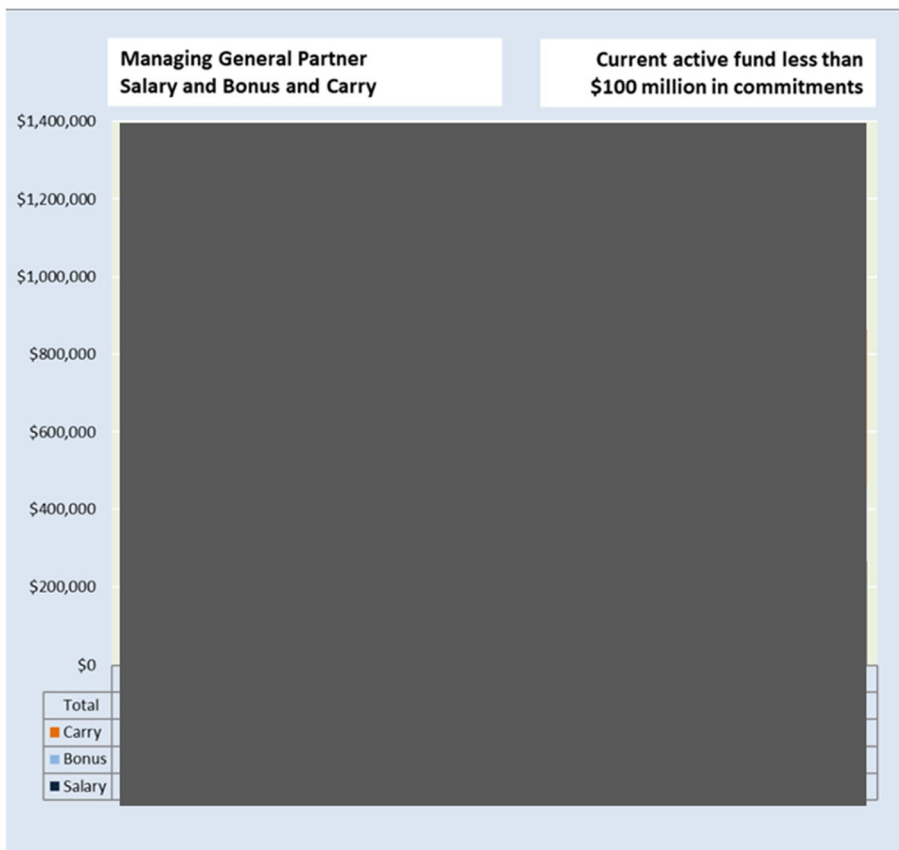 Managing General Partner
Salary and Bonus and Carry
Current active fund less than
$100 million in commitments
$1,400,000
$1,200,000
$1,000,000
$800,000
$600,000
$400,000
$200,000
$0
Total
Carry
Bonus
Salary